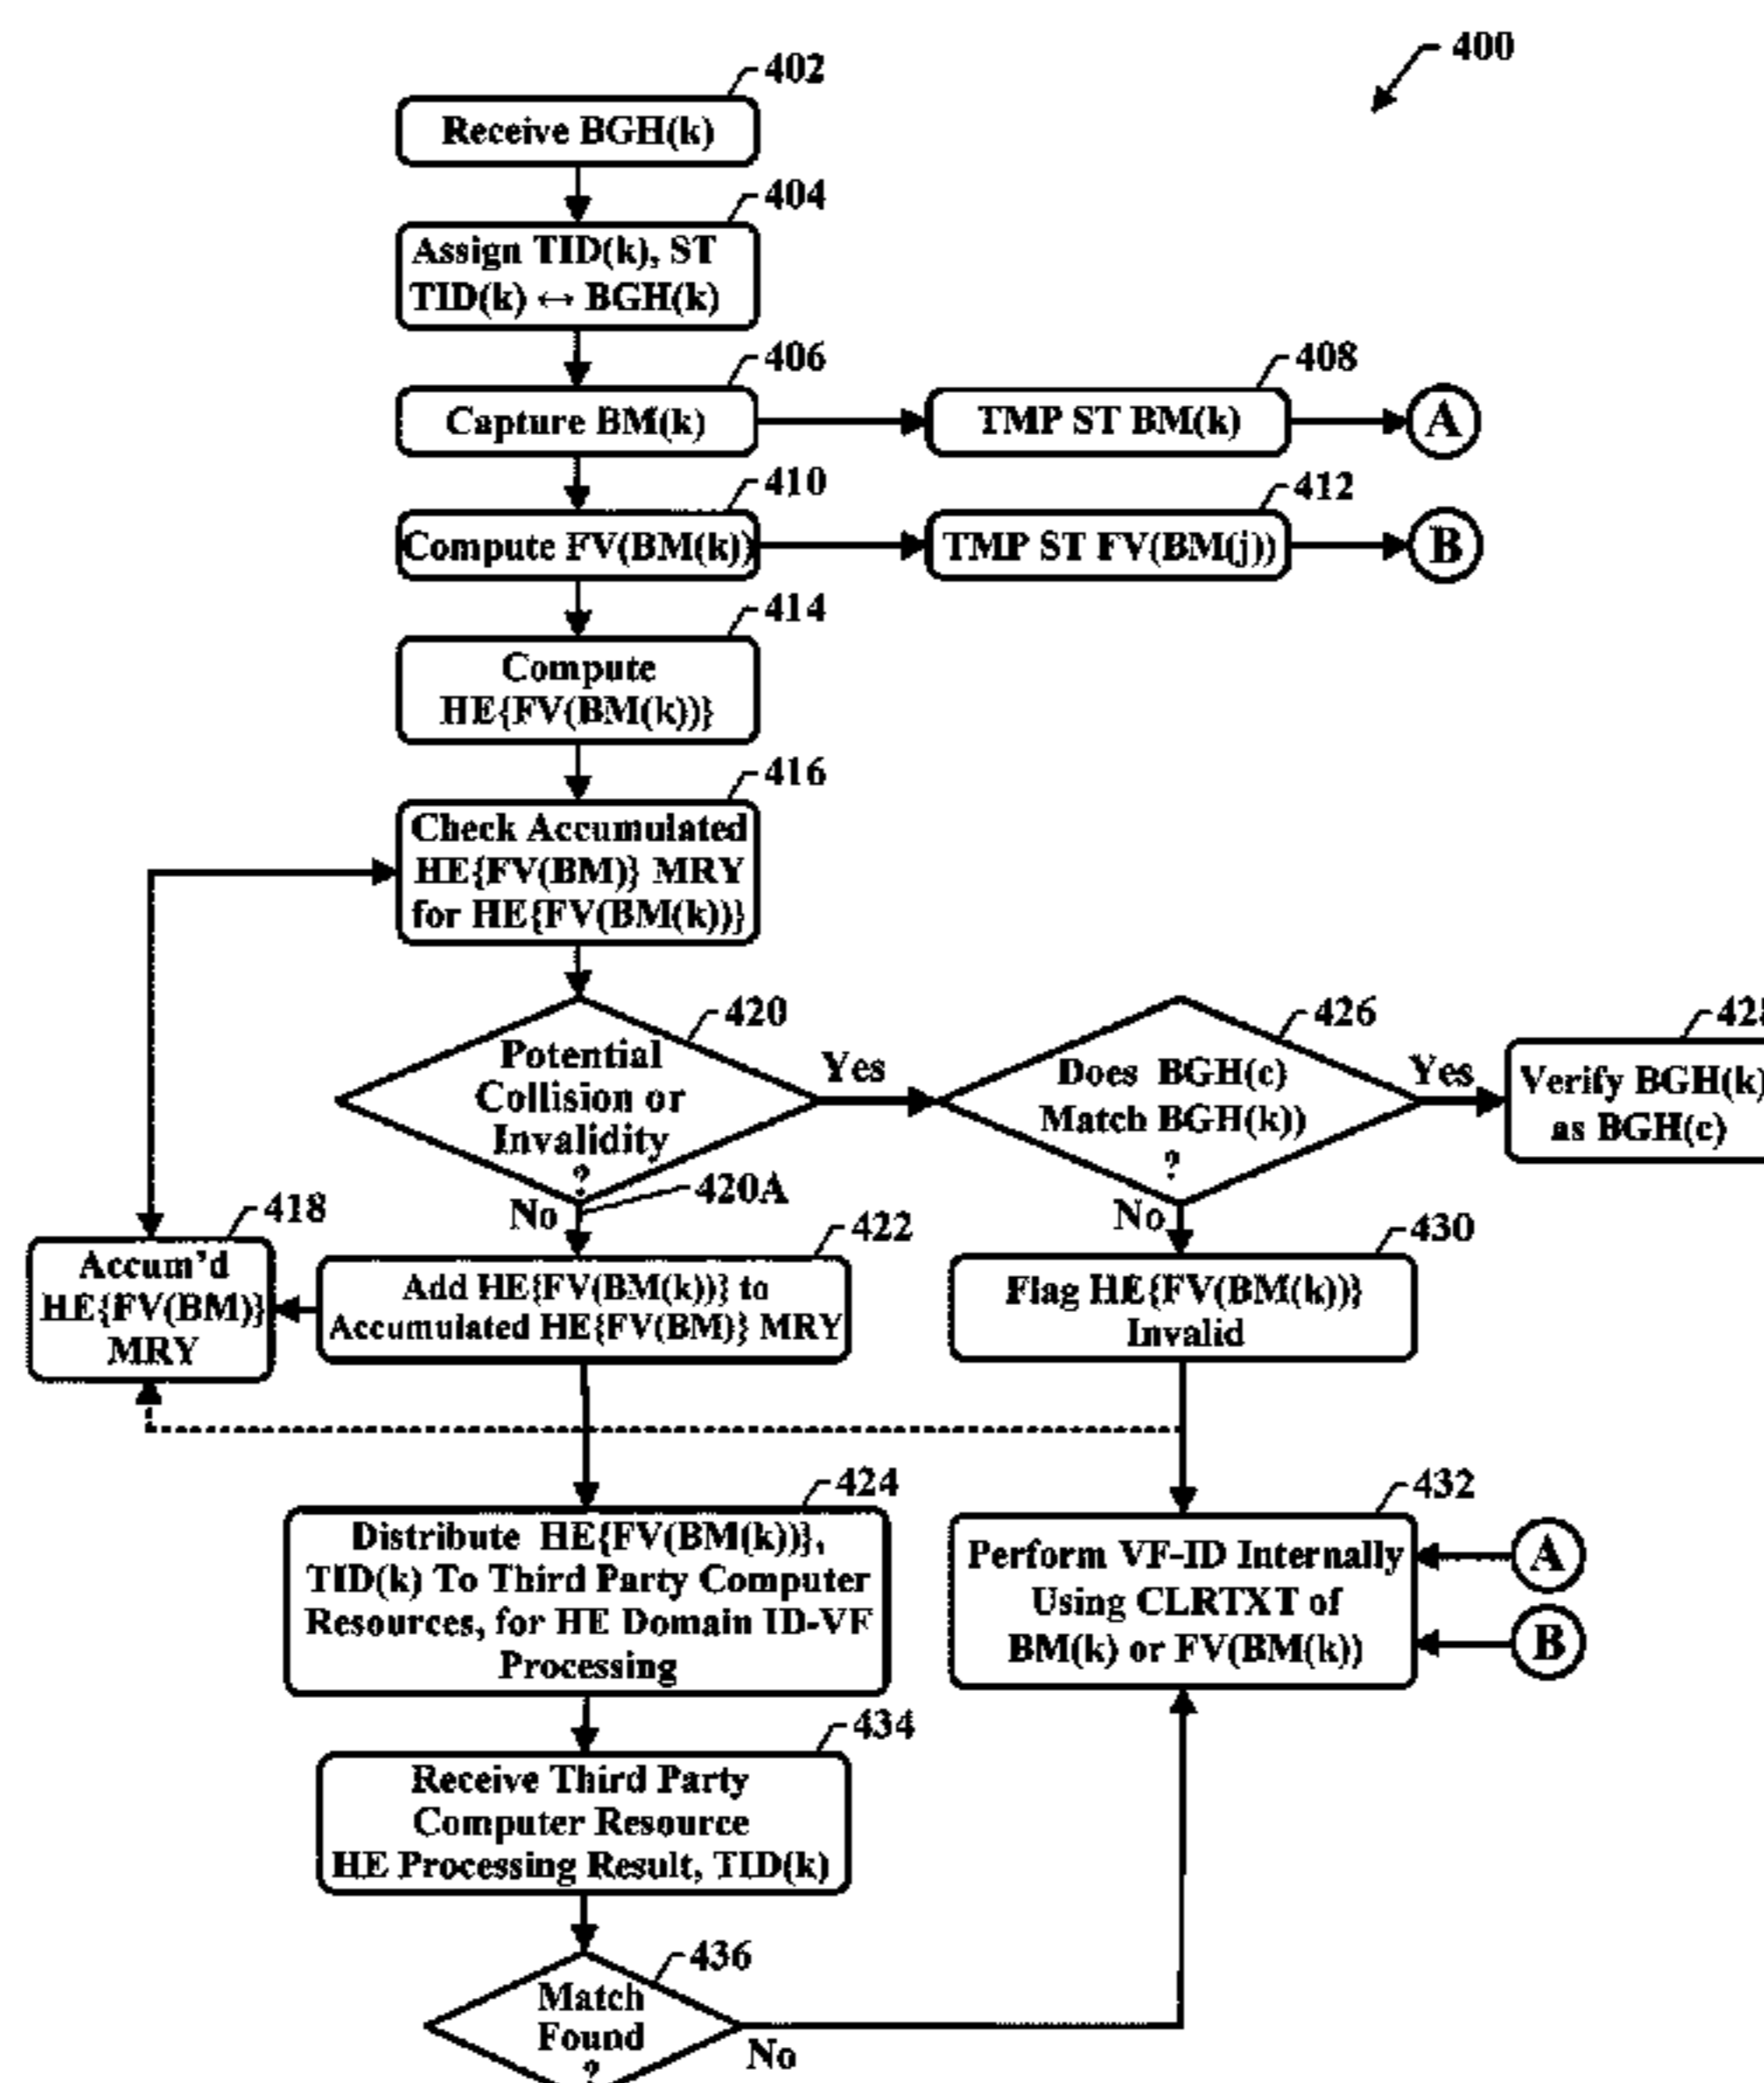 400
402
Receive BGH(k)
404
Assign TID(k), ST
TID(k) ↔ BGH(k)
406
Capture BM(k)
408
TMP ST BM(k)
A
410
Compute FV(BM(k))
412
TMP ST FV(BM(j))
B
414
Compute
HE{FV(BM(k))}
416
Check Accumulated
HE{FV(BM)} MRY
for HE{FV(BM(k))}
420
Potential
Collision or
Invalidity
?
Yes
426
Does BGH(c)
Match BGH(k))
?
Yes
Verify BGH(k)
as BGH(c)
420A
No
No
418
Accum'd
HE{FV(BM)}
MRY
422
Add HE{FV(BM(k))} to
Accumulated HE{FV(BM)} MRY
430
Flag HE{FV(BM(k))}
Invalid
424
Distribute HE{FV(BM(k))},
TID(k) To Third Party Computer
Resources, for HE Domain ID-VF
Processing
432
Perform VF-ID Internally
Using CLRTXT of
BM(k) or FV(BM(k))
A
B
434
Receive Third Party
Computer Resource
HE Processing Result, TID(k)
436
Match
Found
?
No